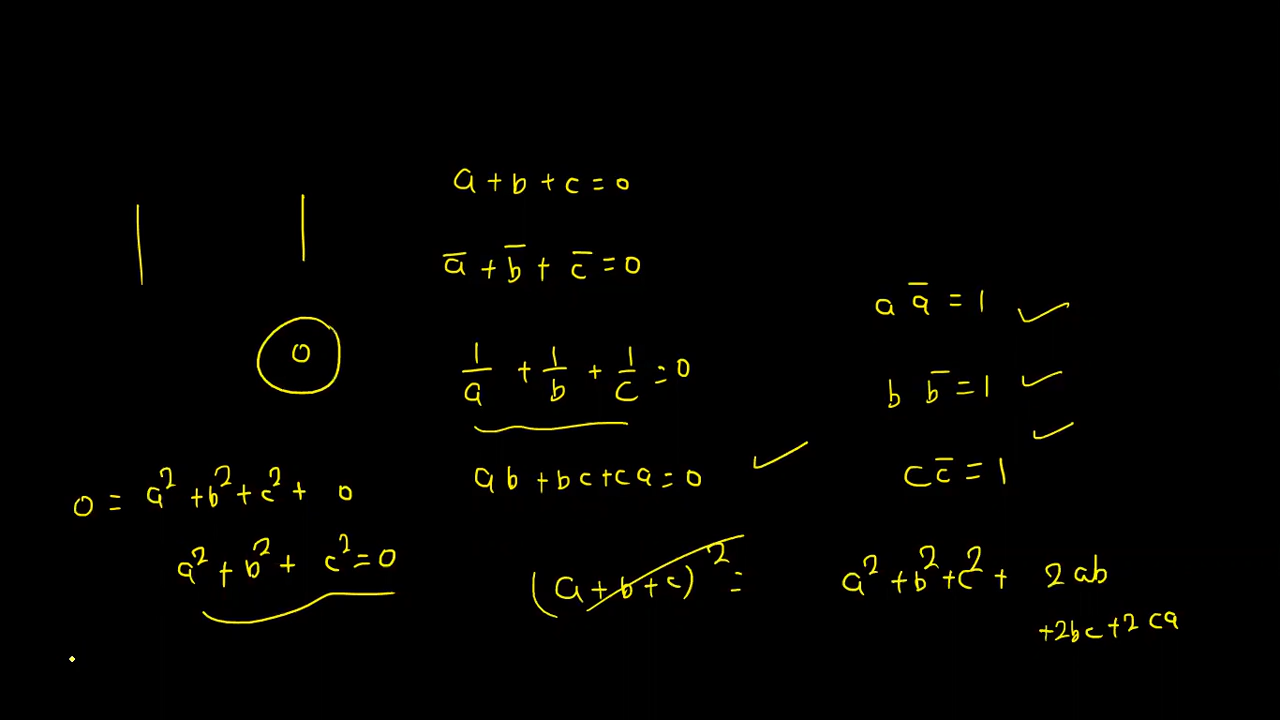 a + b + c = 0
a̅ + b̅ + c̅ = 0
a a̅ = 1
0
1/a + 1/b + 1/c = 0
b b̅ = 1
ab + bc + ca = 0
c c̅ = 1
0 = a² + b² + c² + 0
a² + b² + c² = 0
(a + b + c)² =
a² + b² + c² + 2ab
+2bc + 2ca